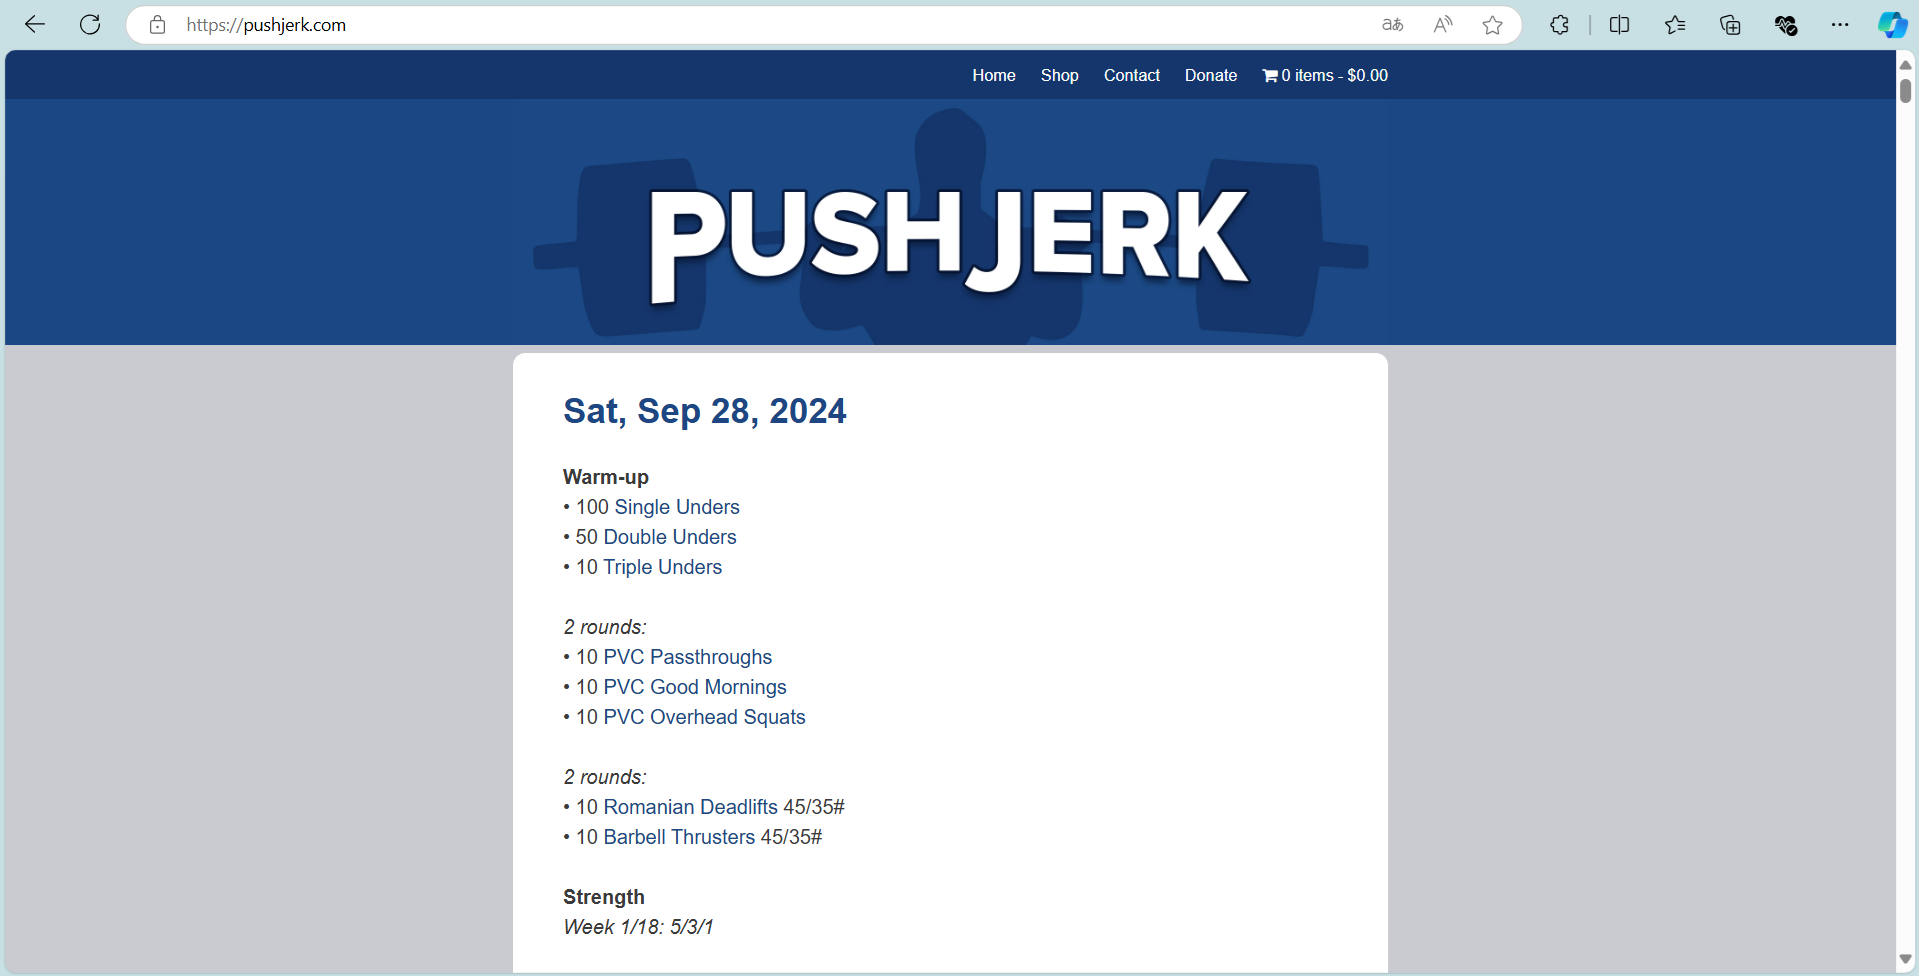 https://pushjerk.com
Home Shop Contact Donate 0 items - $0.00
PUSHJERK
Sat, Sep 28, 2024
Warm-up
• 100 Single Unders
• 50 Double Unders
• 10 Triple Unders
2 rounds:
• 10 PVC Passthroughs
• 10 PVC Good Mornings
• 10 PVC Overhead Squats
2 rounds:
• 10 Romanian Deadlifts 45/35#
• 10 Barbell Thrusters 45/35#
Strength
Week 1/18: 5/3/1